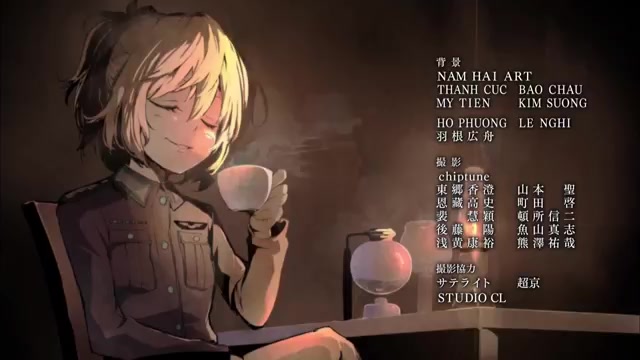 背景
NAM HAI ART
THANH CUC BAO CHAU
MY TIEN KIM SUONG
HO PHUONG LE NGHI
羽根広舟
撮影
chiptune
東郷香澄 山本 聖
恩蔵高史 町田 啓
裴 慧穎 頓所信二
後藤 陽 魚山真志
浅黄康裕 熊澤祐哉
撮影協力
サテライト 超京
STUDIO CL